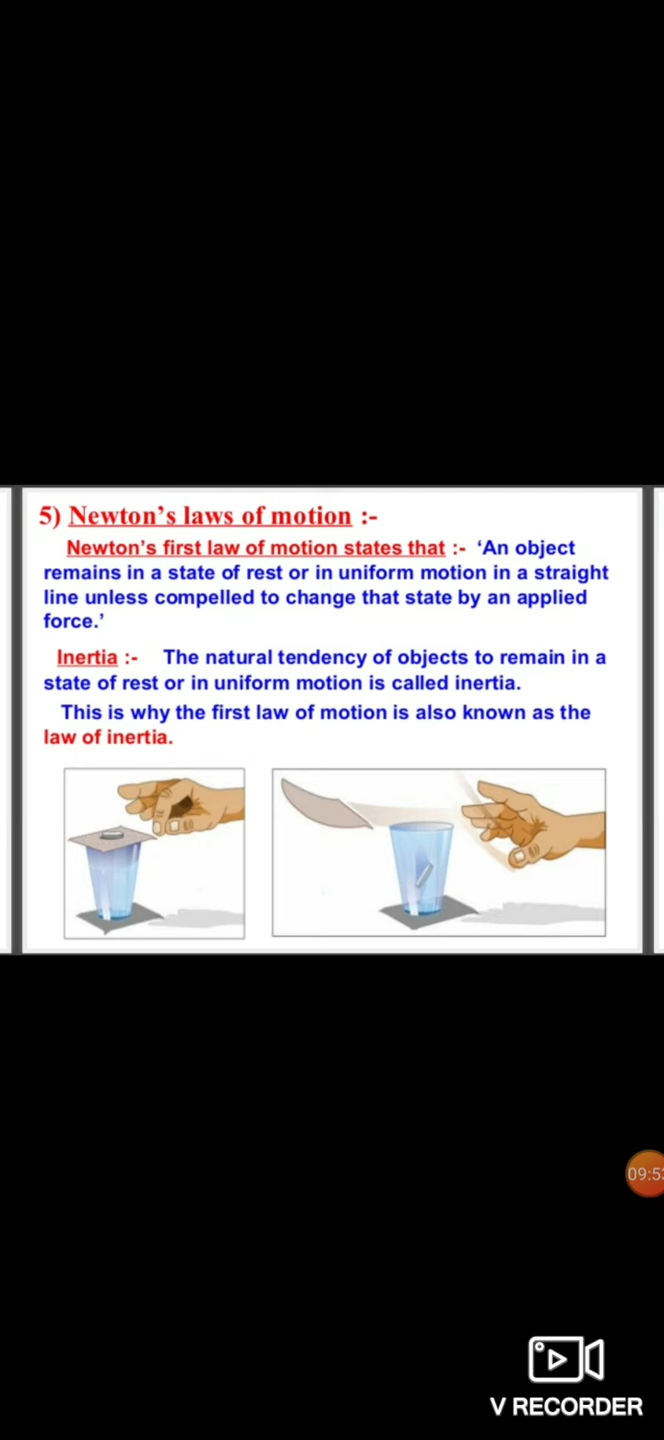 5) Newton’s laws of motion :-
Newton’s first law of motion states that :- ‘An object
remains in a state of rest or in uniform motion in a straight
line unless compelled to change that state by an applied
force.’
Inertia :- The natural tendency of objects to remain in a
state of rest or in uniform motion is called inertia.
This is why the first law of motion is also known as the
law of inertia.
V RECORDER